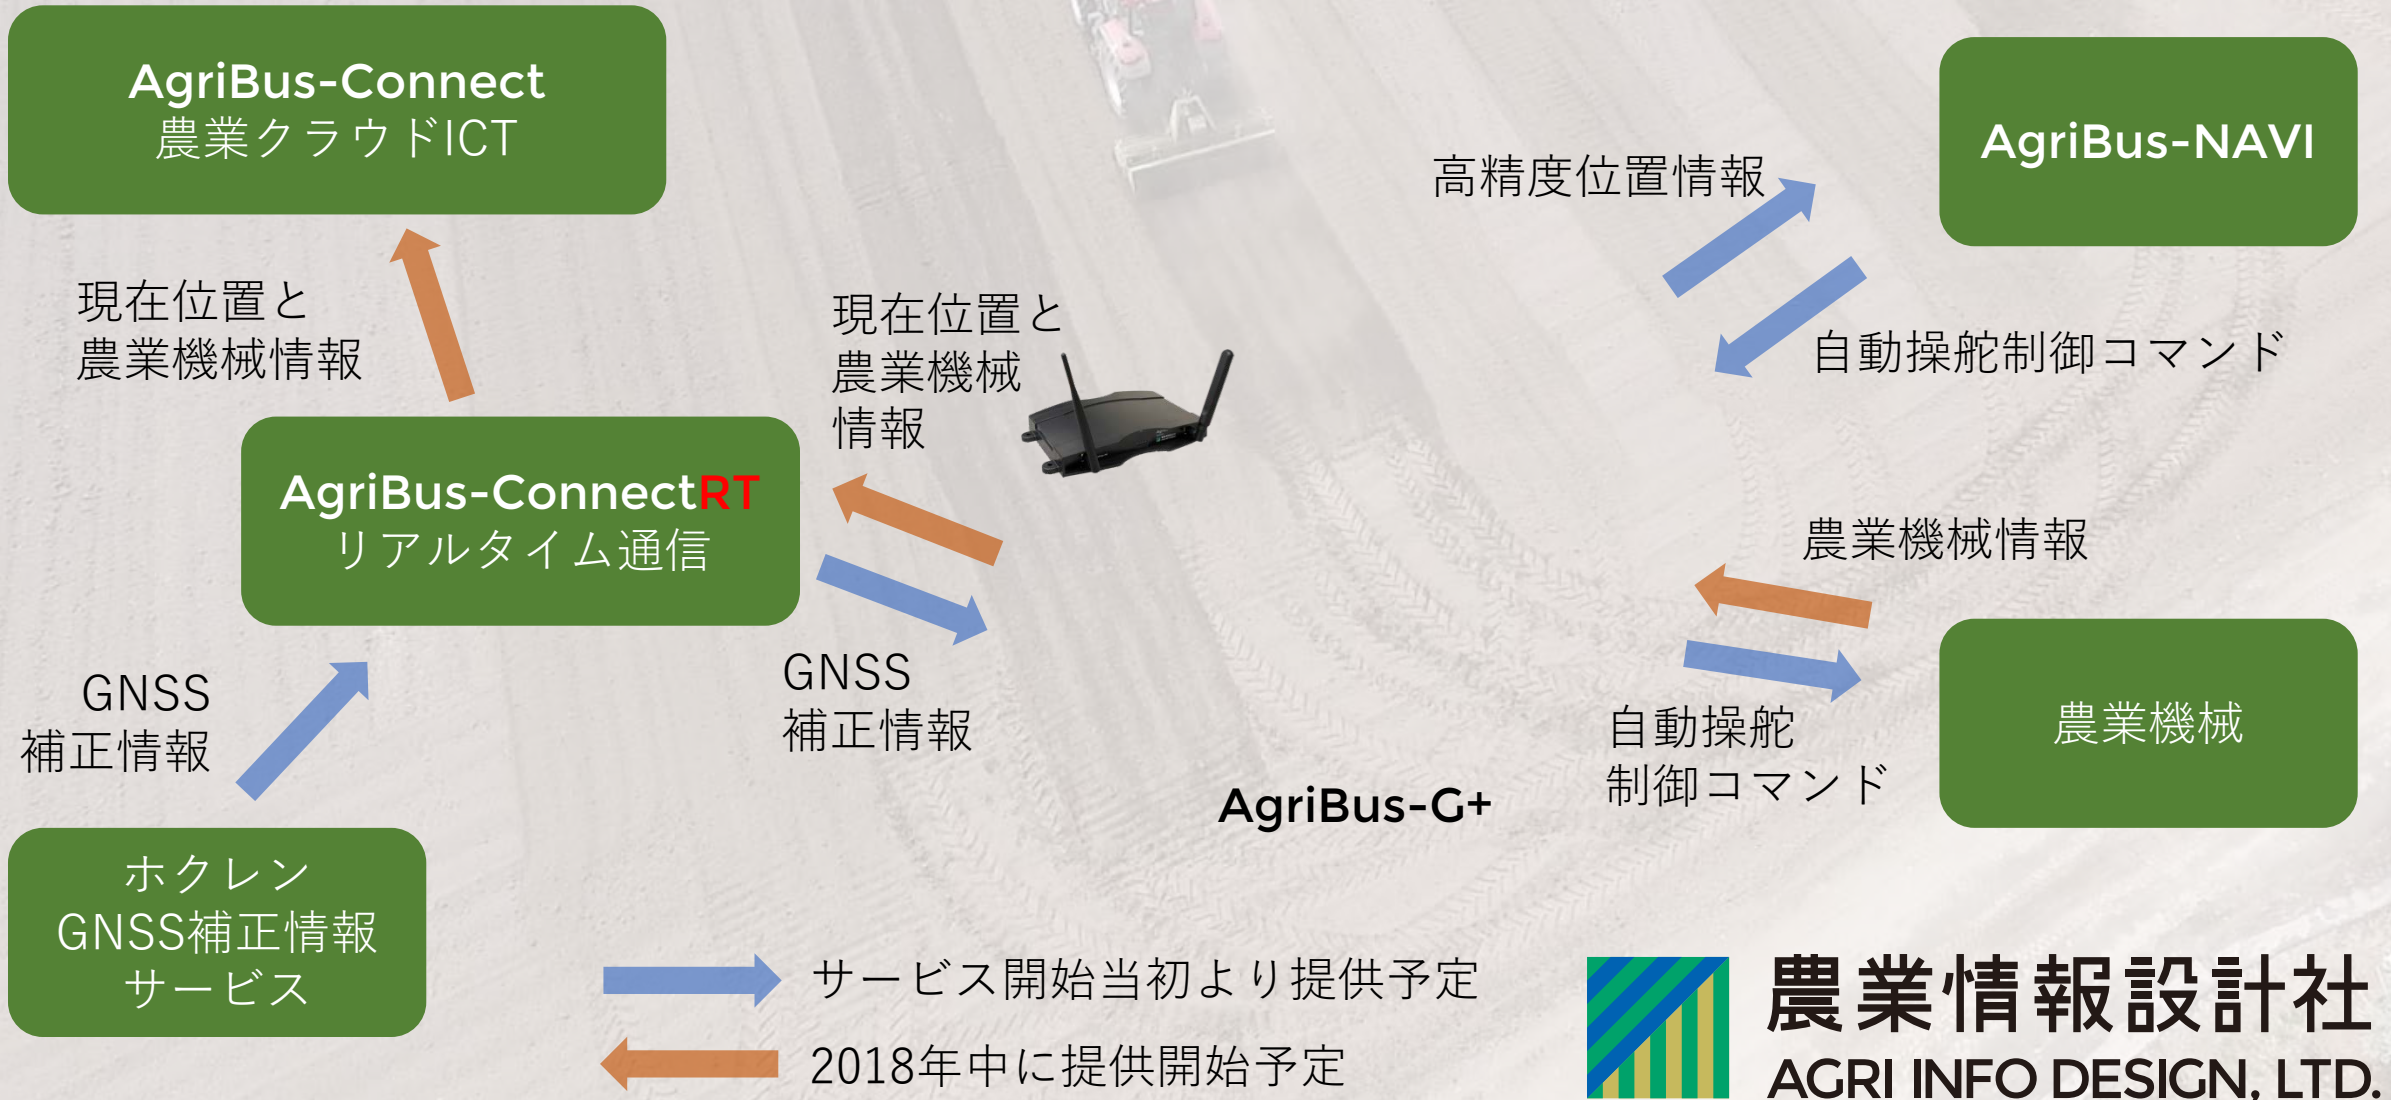 AgriBus-Connect
農業クラウドICT
AgriBus-NAVI
高精度位置情報
現在位置と
農業機械情報
現在位置と
農業機械
情報
自動操舵制御コマンド
AgriBus-ConnectRT
リアルタイム通信
農業機械情報
GNSS
補正情報
GNSS
補正情報
自動操舵
制御コマンド
農業機械
AgriBus-G+
ホクレン
GNSS補正情報
サービス
サービス開始当初より提供予定
2018年中に提供開始予定
農業情報設計社
AGRI INFO DESIGN, LTD.